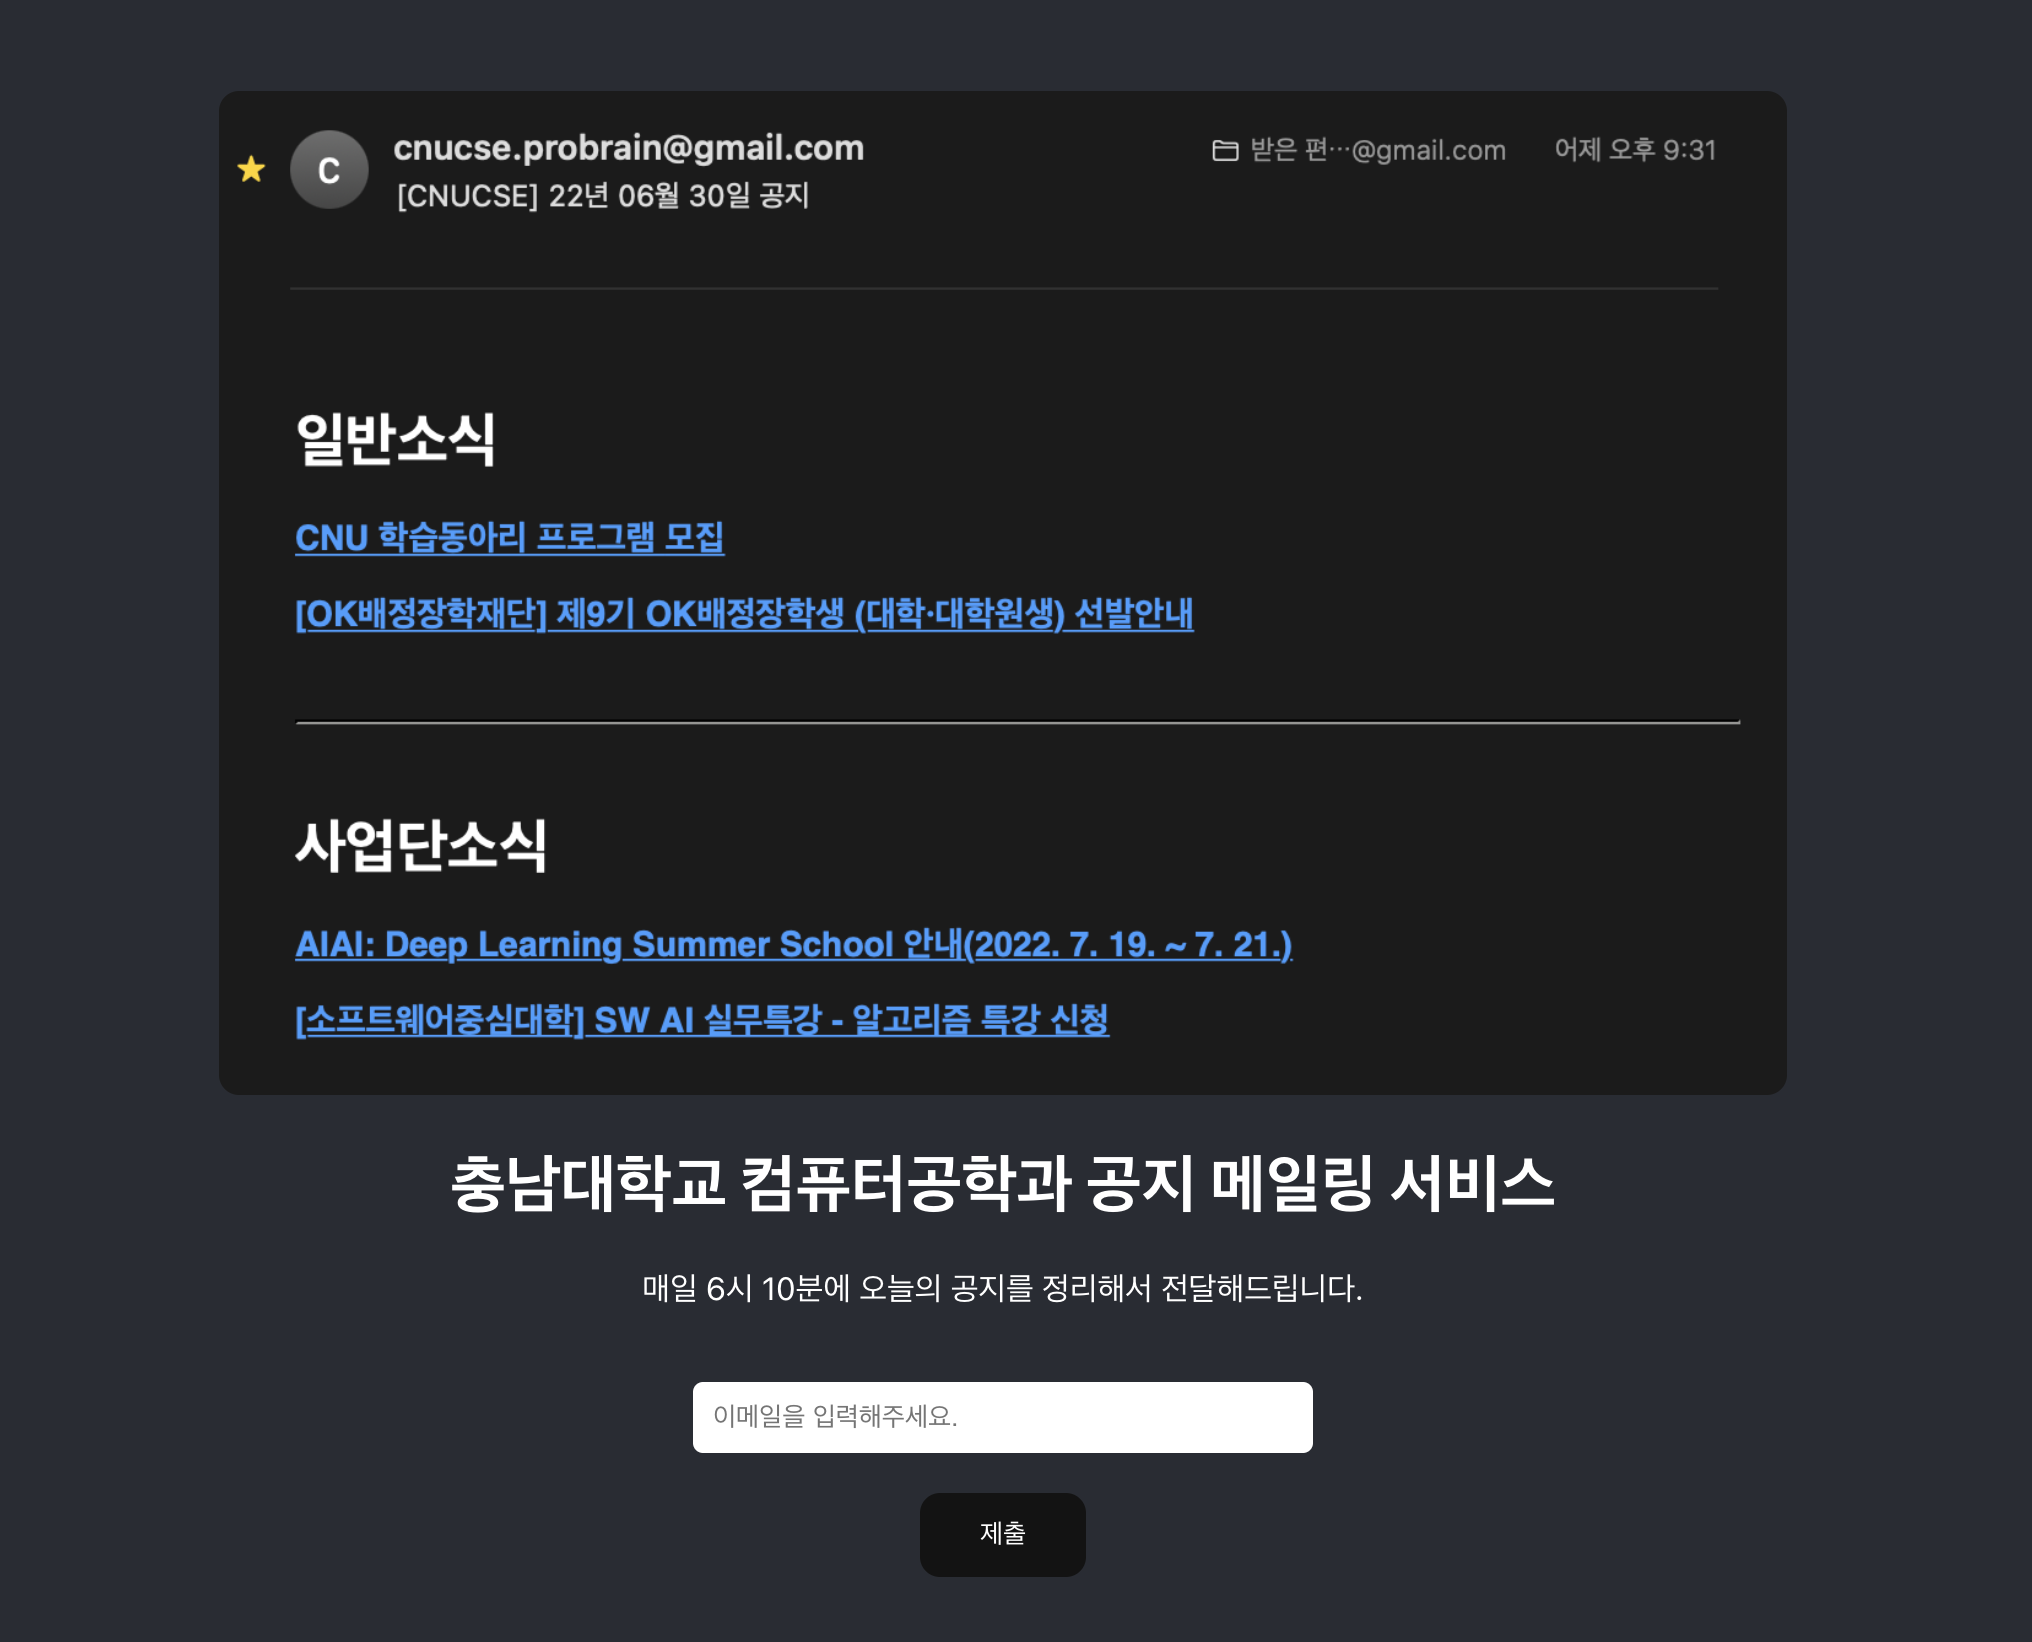 C
cnucse.probrain@gmail.com
받은 편…@gmail.com
어제 오후 9:31
[CNUCSE] 22년 06월 30일 공지
일반소식
CNU 학습동아리 프로그램 모집
[OK배정장학재단] 제9기 OK배정장학생 (대학·대학원생) 선발안내
사업단소식
AIAI: Deep Learning Summer School 안내(2022. 7. 19. ~ 7. 21.)
[소프트웨어중심대학] SW AI 실무특강 - 알고리즘 특강 신청
충남대학교 컴퓨터공학과 공지 메일링 서비스
매일 6시 10분에 오늘의 공지를 정리해서 전달해드립니다.
이메일을 입력해주세요.
제출